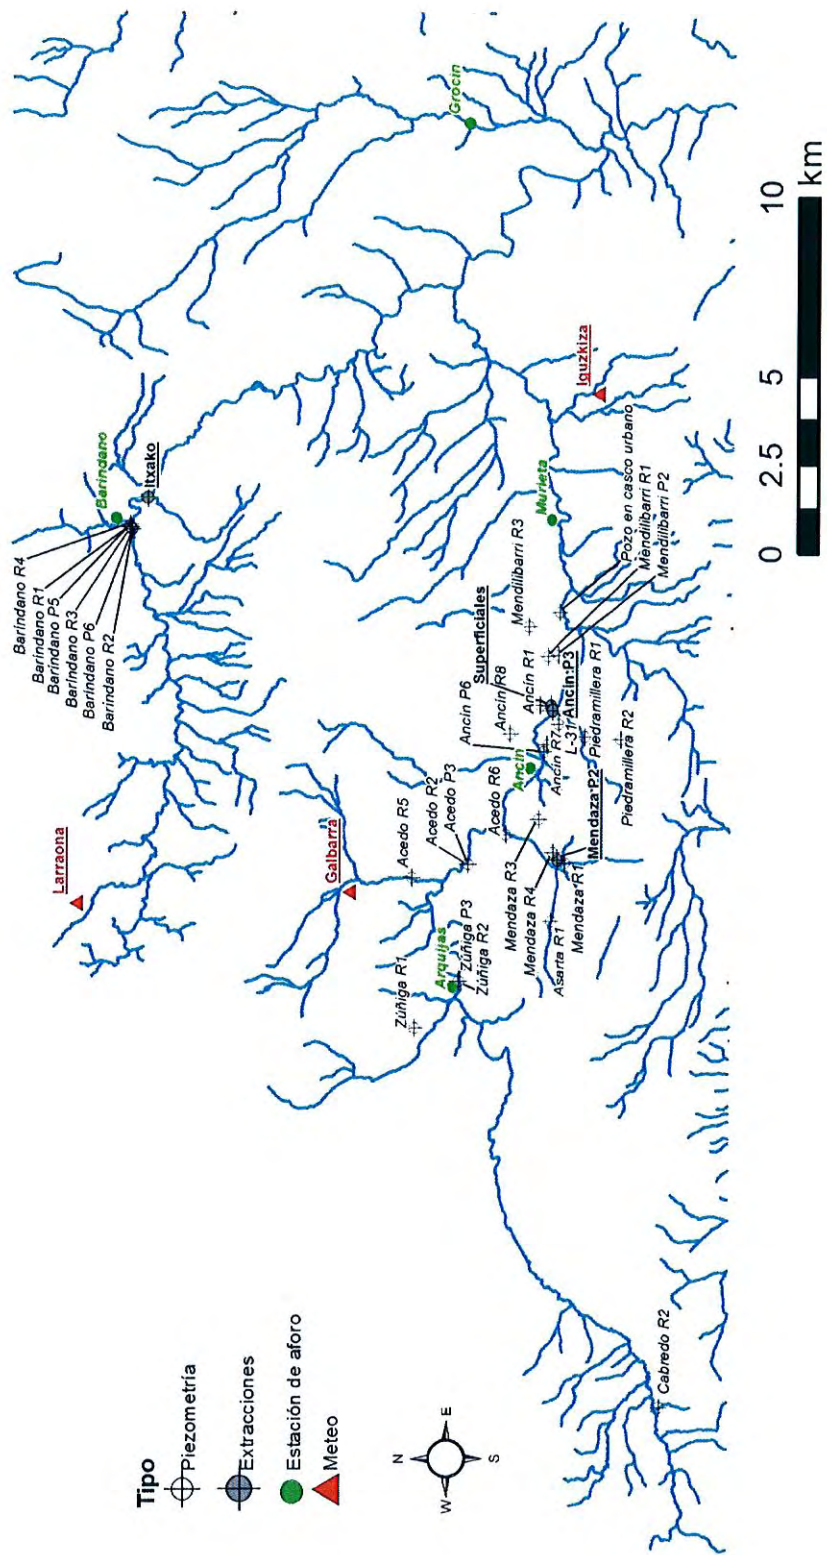 Tipo
Piezometría
Extracciones
Estación de aforo
Meteo
N
W
E
S
Larraona
Galbarra
Iguzkiza
Barindano
Itxako
Grocin
Murieta
Ancin
Arquijas
Barindano R4
Barindano R1
Barindano P5
Barindano R3
Barindano P6
Barindano R2
Zúñiga R1
Zúñiga P3
Zúñiga R2
Acedo R5
Acedo R2
Acedo P3
Acedo R6
Mendaza R3
Mendaza R4
Asarta R1
Mendaza R1
Mendaza P2
Ancin P6
Ancin R8
Superficiales
Ancin R1
Mendilibarri R3
Ancin R7
L-31
Ancin P3
Piedramillera R1
Piedramillera R2
Pozo en casco urbano
Mendilibarri R1
Mendilibarri P2
Cabredo R2
0
2.5
5
10
km